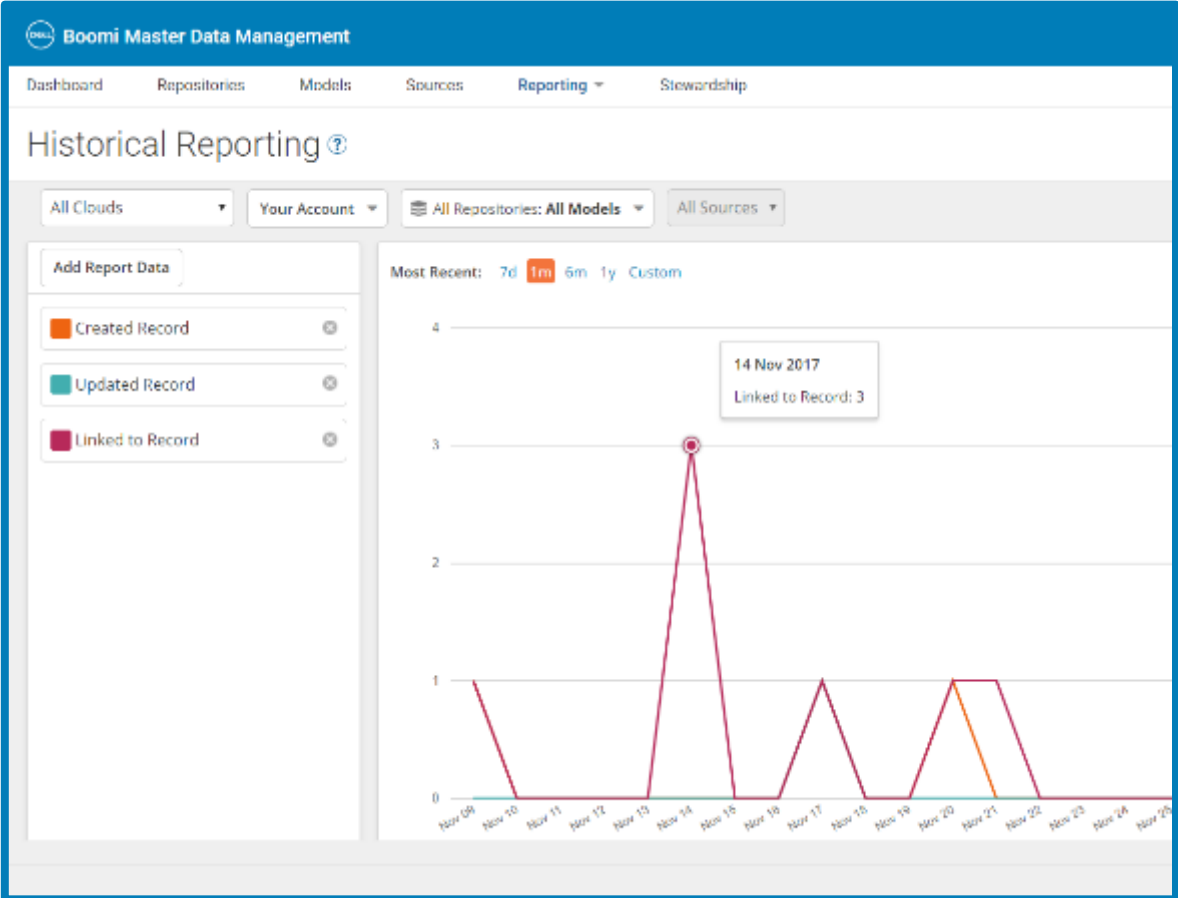 DELL Boomi Master Data Management
Dashboard Repositories Models Sources Reporting Stewardship
Historical Reporting ?
All Clouds Your Account All Repositories: All Models All Sources
Add Report Data
Created Record
Updated Record
Linked to Record
Most Recent: 7d 1m 6m 1y Custom
4
14 Nov 2017
Linked to Record: 3
3
2
1
0
Nov 09 Nov 10 Nov 11 Nov 12 Nov 13 Nov 14 Nov 15 Nov 16 Nov 17 Nov 18 Nov 19 Nov 20 Nov 21 Nov 22 Nov 23 Nov 24 Nov 25